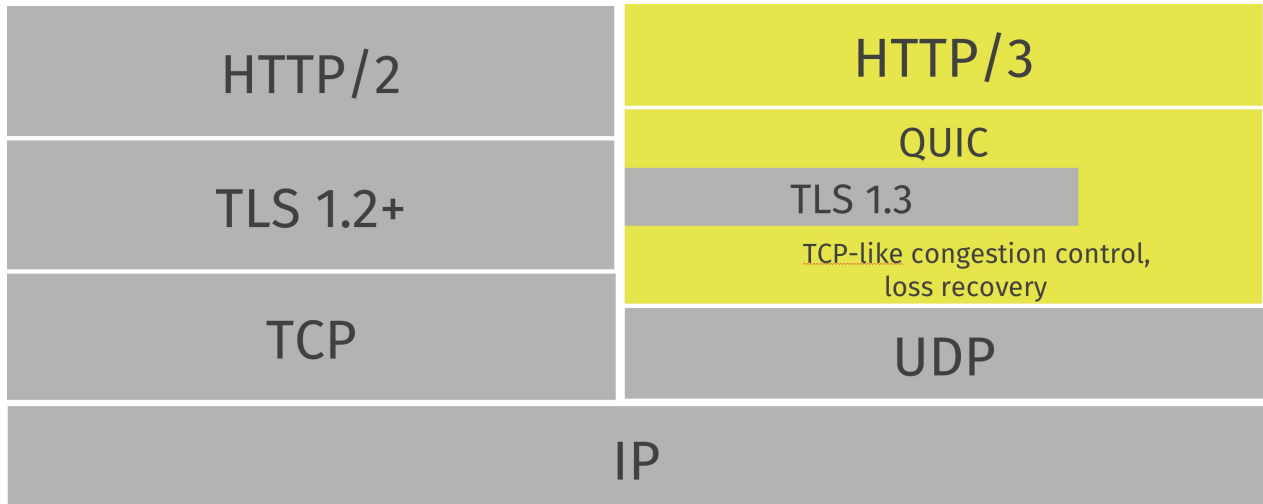 HTTP/2
TLS 1.2+
TCP
HTTP/3
QUIC
TLS 1.3
TCP-like congestion control,
loss recovery
UDP
IP